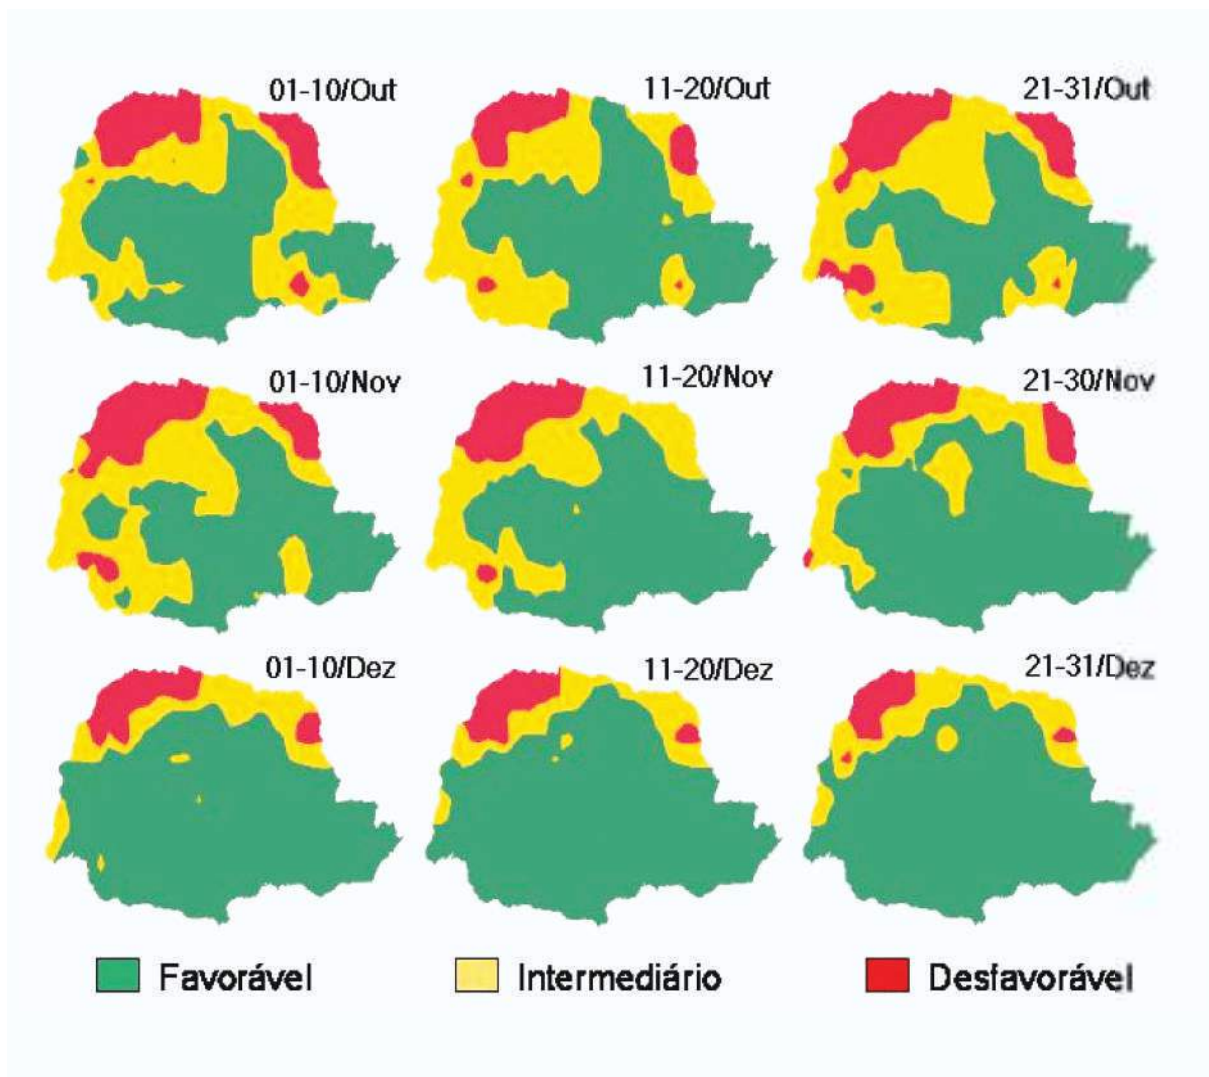 01-10/Out
11-20/Out
21-31/Out
01-10/Nov
11-20/Nov
21-30/Nov
01-10/Dez
11-20/Dez
21-31/Dez
Favorável
Intermediário
Desfavorável